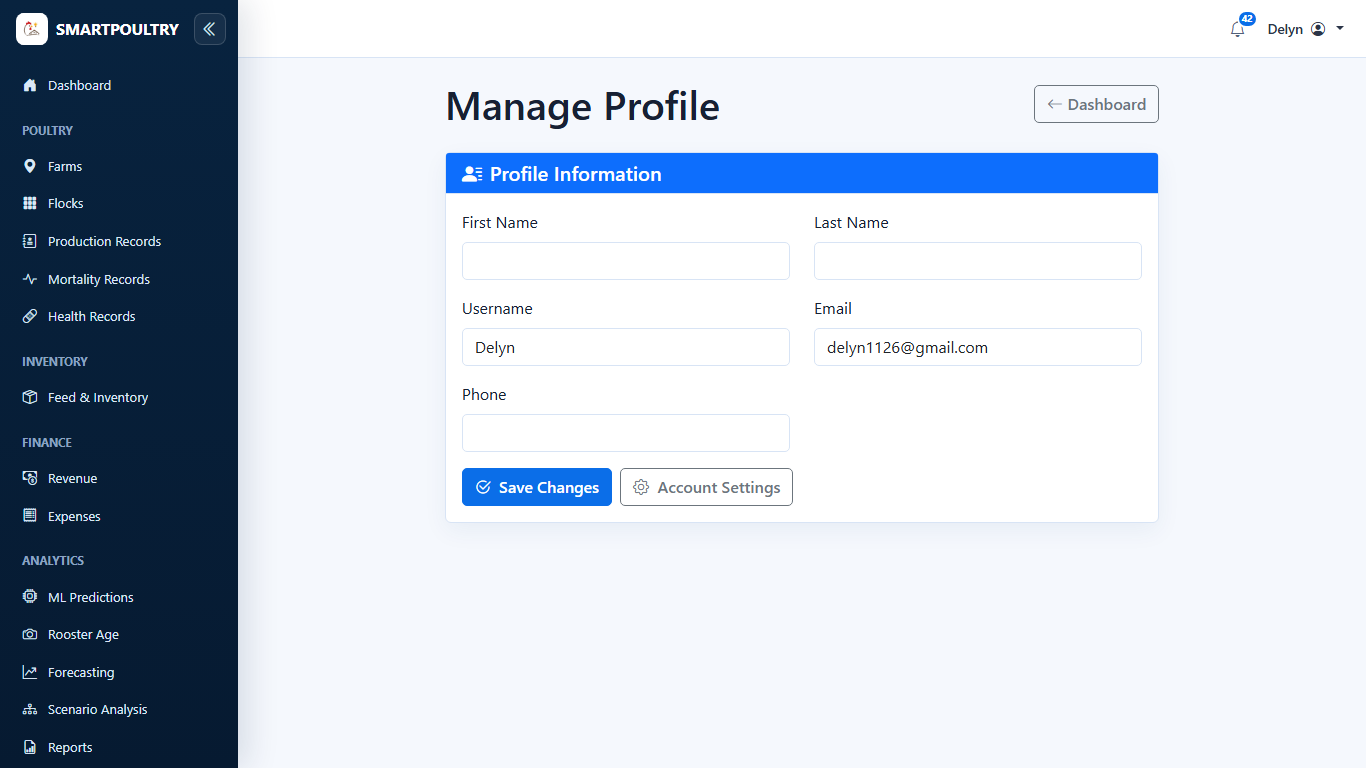 SMARTPOULTRY
42
Delyn
Dashboard
POULTRY
Farms
Flocks
Production Records
Mortality Records
Health Records
INVENTORY
Feed & Inventory
FINANCE
Revenue
Expenses
ANALYTICS
ML Predictions
Rooster Age
Forecasting
Scenario Analysis
Reports
Manage Profile
Dashboard
Profile Information
First Name
Last Name
Username
Email
Delyn
delyn1126@gmail.com
Phone
Save Changes
Account Settings